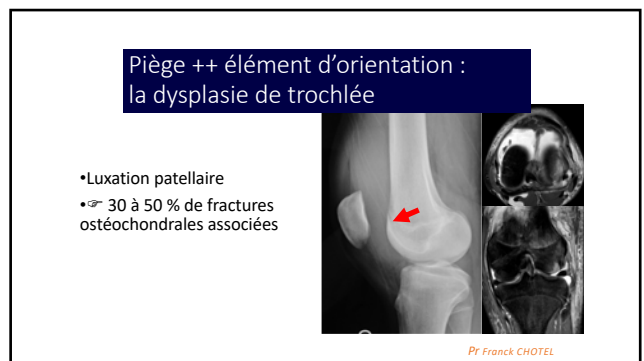 Piège ++ élément d’orientation :
la dysplasie de trochlée
•Luxation patellaire
•☞ 30 à 50 % de fractures
ostéochondrales associées
Pr Franck CHOTEL